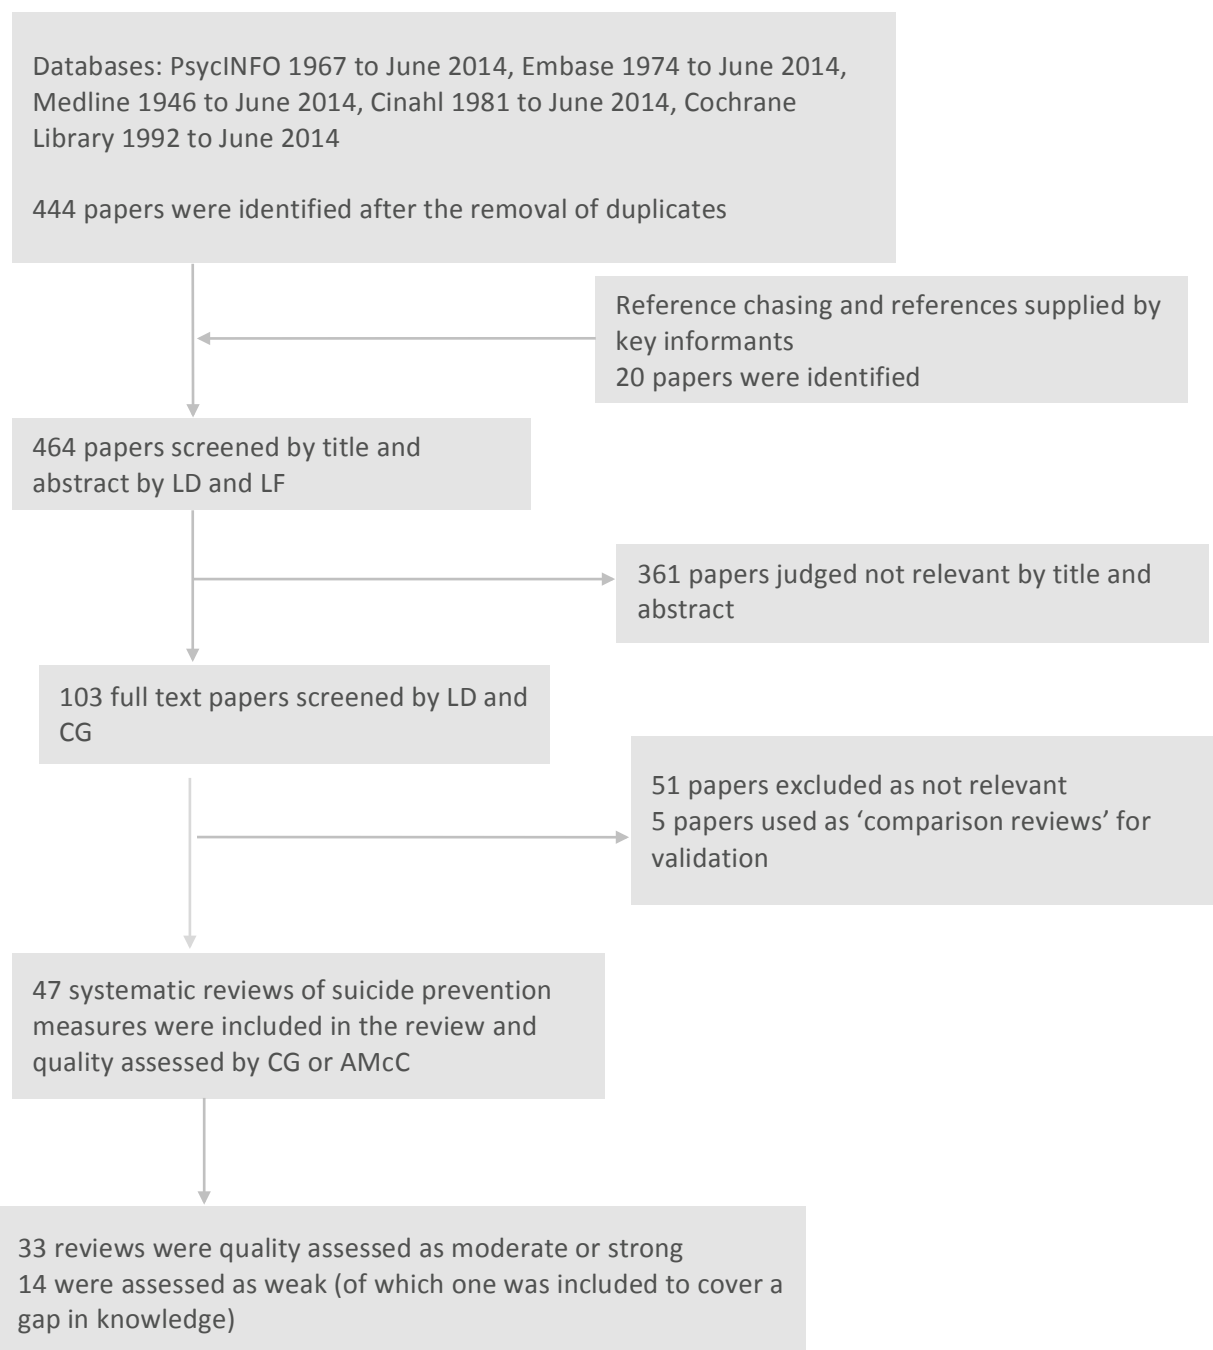 Databases: PsycINFO 1967 to June 2014, Embase 1974 to June 2014,
Medline 1946 to June 2014, Cinahl 1981 to June 2014, Cochrane
Library 1992 to June 2014
444 papers were identified after the removal of duplicates
Reference chasing and references supplied by
key informants
20 papers were identified
464 papers screened by title and
abstract by LD and LF
361 papers judged not relevant by title and
abstract
103 full text papers screened by LD and
CG
51 papers excluded as not relevant
5 papers used as ‘comparison reviews’ for
validation
47 systematic reviews of suicide prevention
measures were included in the review and
quality assessed by CG or AMcC
33 reviews were quality assessed as moderate or strong
14 were assessed as weak (of which one was included to cover a
gap in knowledge)